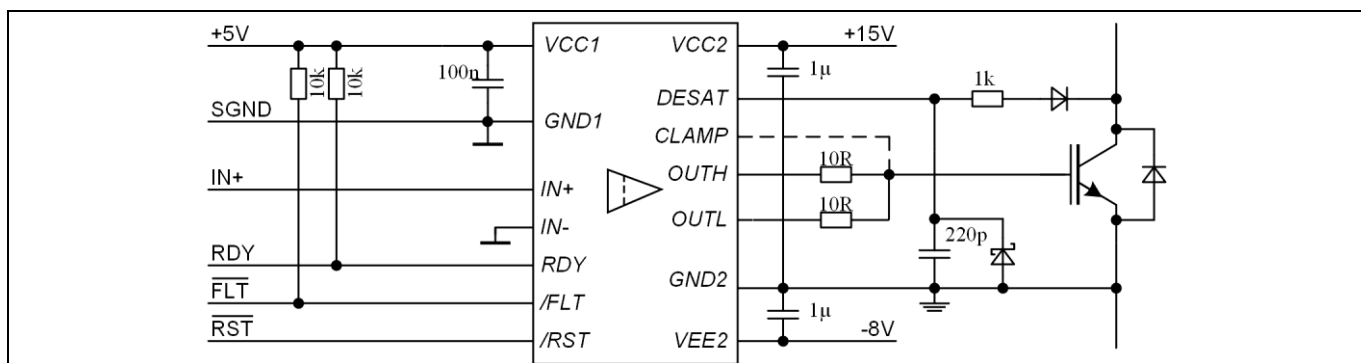 +5V
10k
10k
100n
SGND
IN+
RDY
FLT
RST
VCC1
GND1
IN+
IN-
RDY
/FLT
/RST
VCC2
DESAT
CLAMP
OUTH
OUTL
GND2
VEE2
+15V
1µ
1k
10R
10R
220p
1µ
-8V